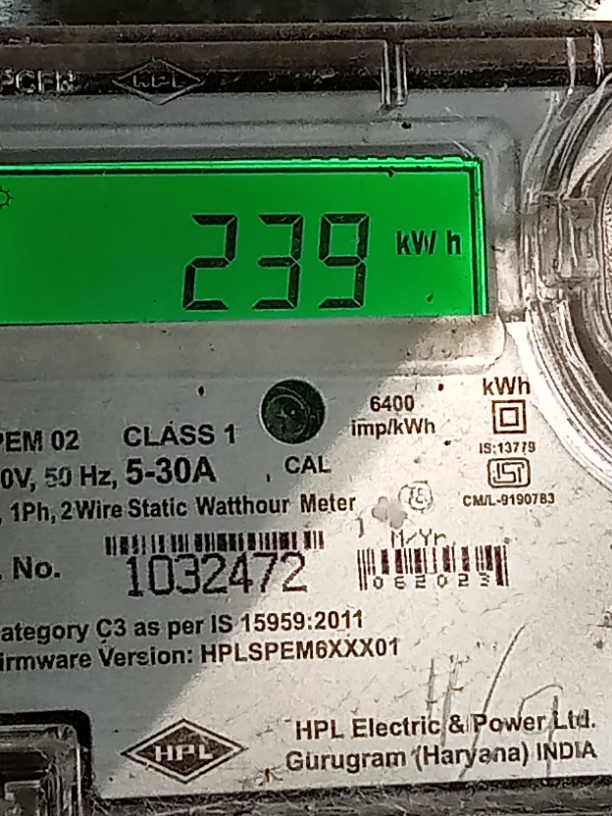 HPL
239 kWh
kWh
6400
imp/kWh
PEM 02 CLASS 1
CAL
IS:13779
0V, 50 Hz, 5-30A
CM/L-9190783
, 1Ph, 2Wire Static Watthour Meter
M/Yr.
. No. 1032472
062023
ategory C3 as per IS 15959:2011
irmware Version: HPLSPEM6XXX01
HPL
HPL Electric & Power Ltd.
Gurugram (Haryana) INDIA